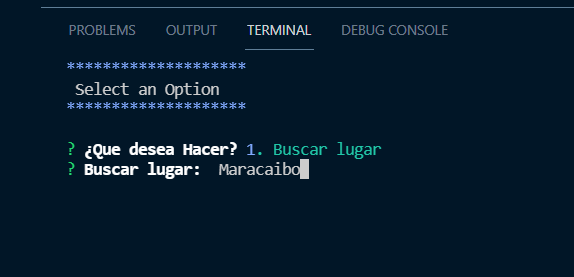 PROBLEMS OUTPUT TERMINAL DEBUG CONSOLE
********************
Select an Option
********************
? ¿Que desea Hacer? 1. Buscar lugar
? Buscar lugar: Maracaibo